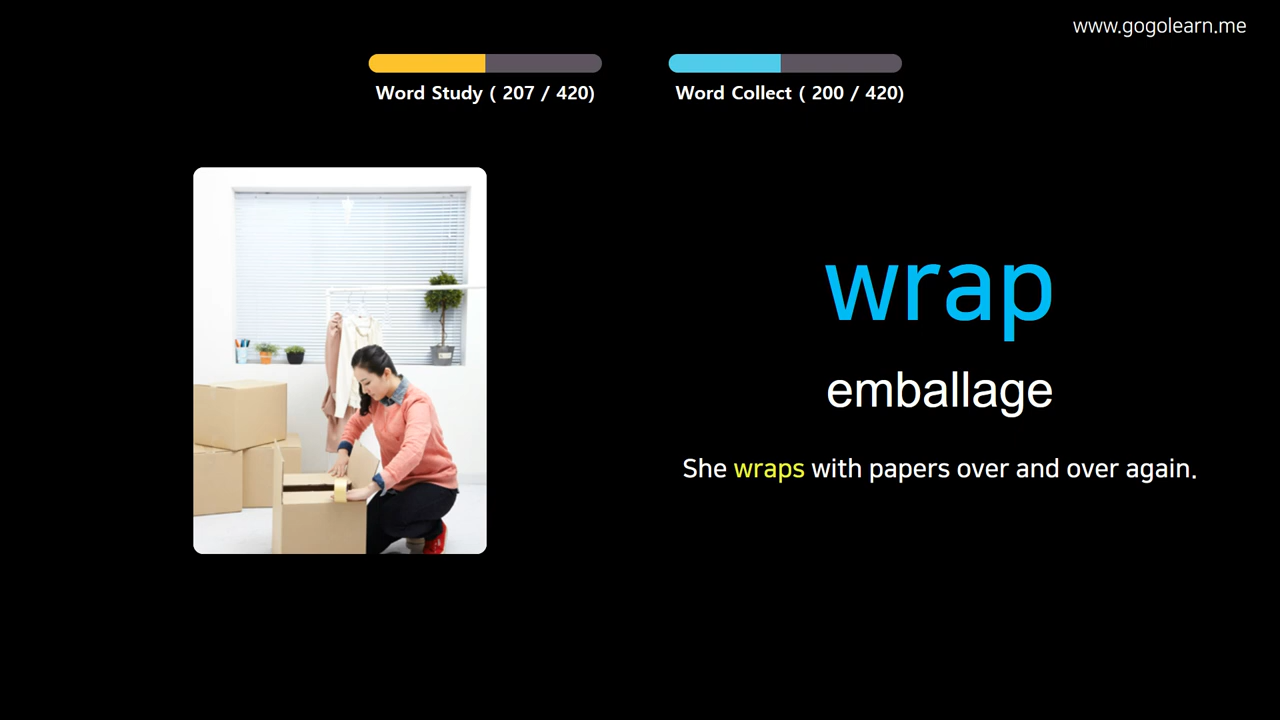 www.gogolearn.me
Word Study ( 207 / 420)
Word Collect ( 200 / 420)
wrap
emballage
She wraps with papers over and over again.